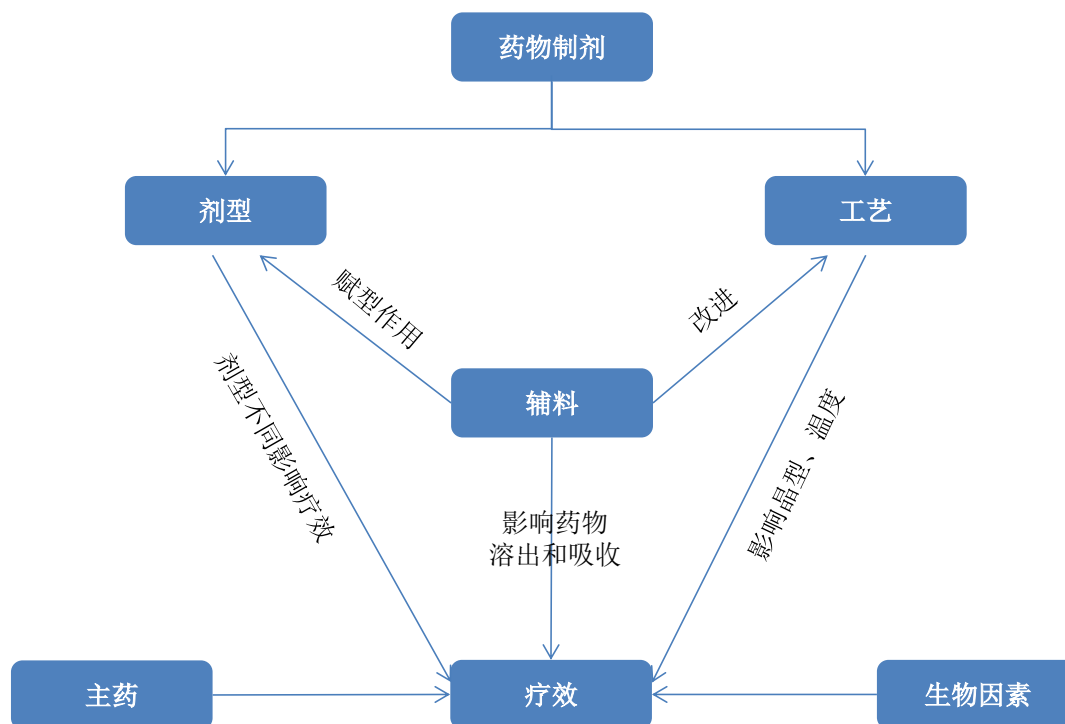 药物制剂
剂型
工艺
赋型作用
改进
辅料
剂型不同影响疗效
影响晶型、温度
影响药物
溶出和吸收
主药
疗效
生物因素